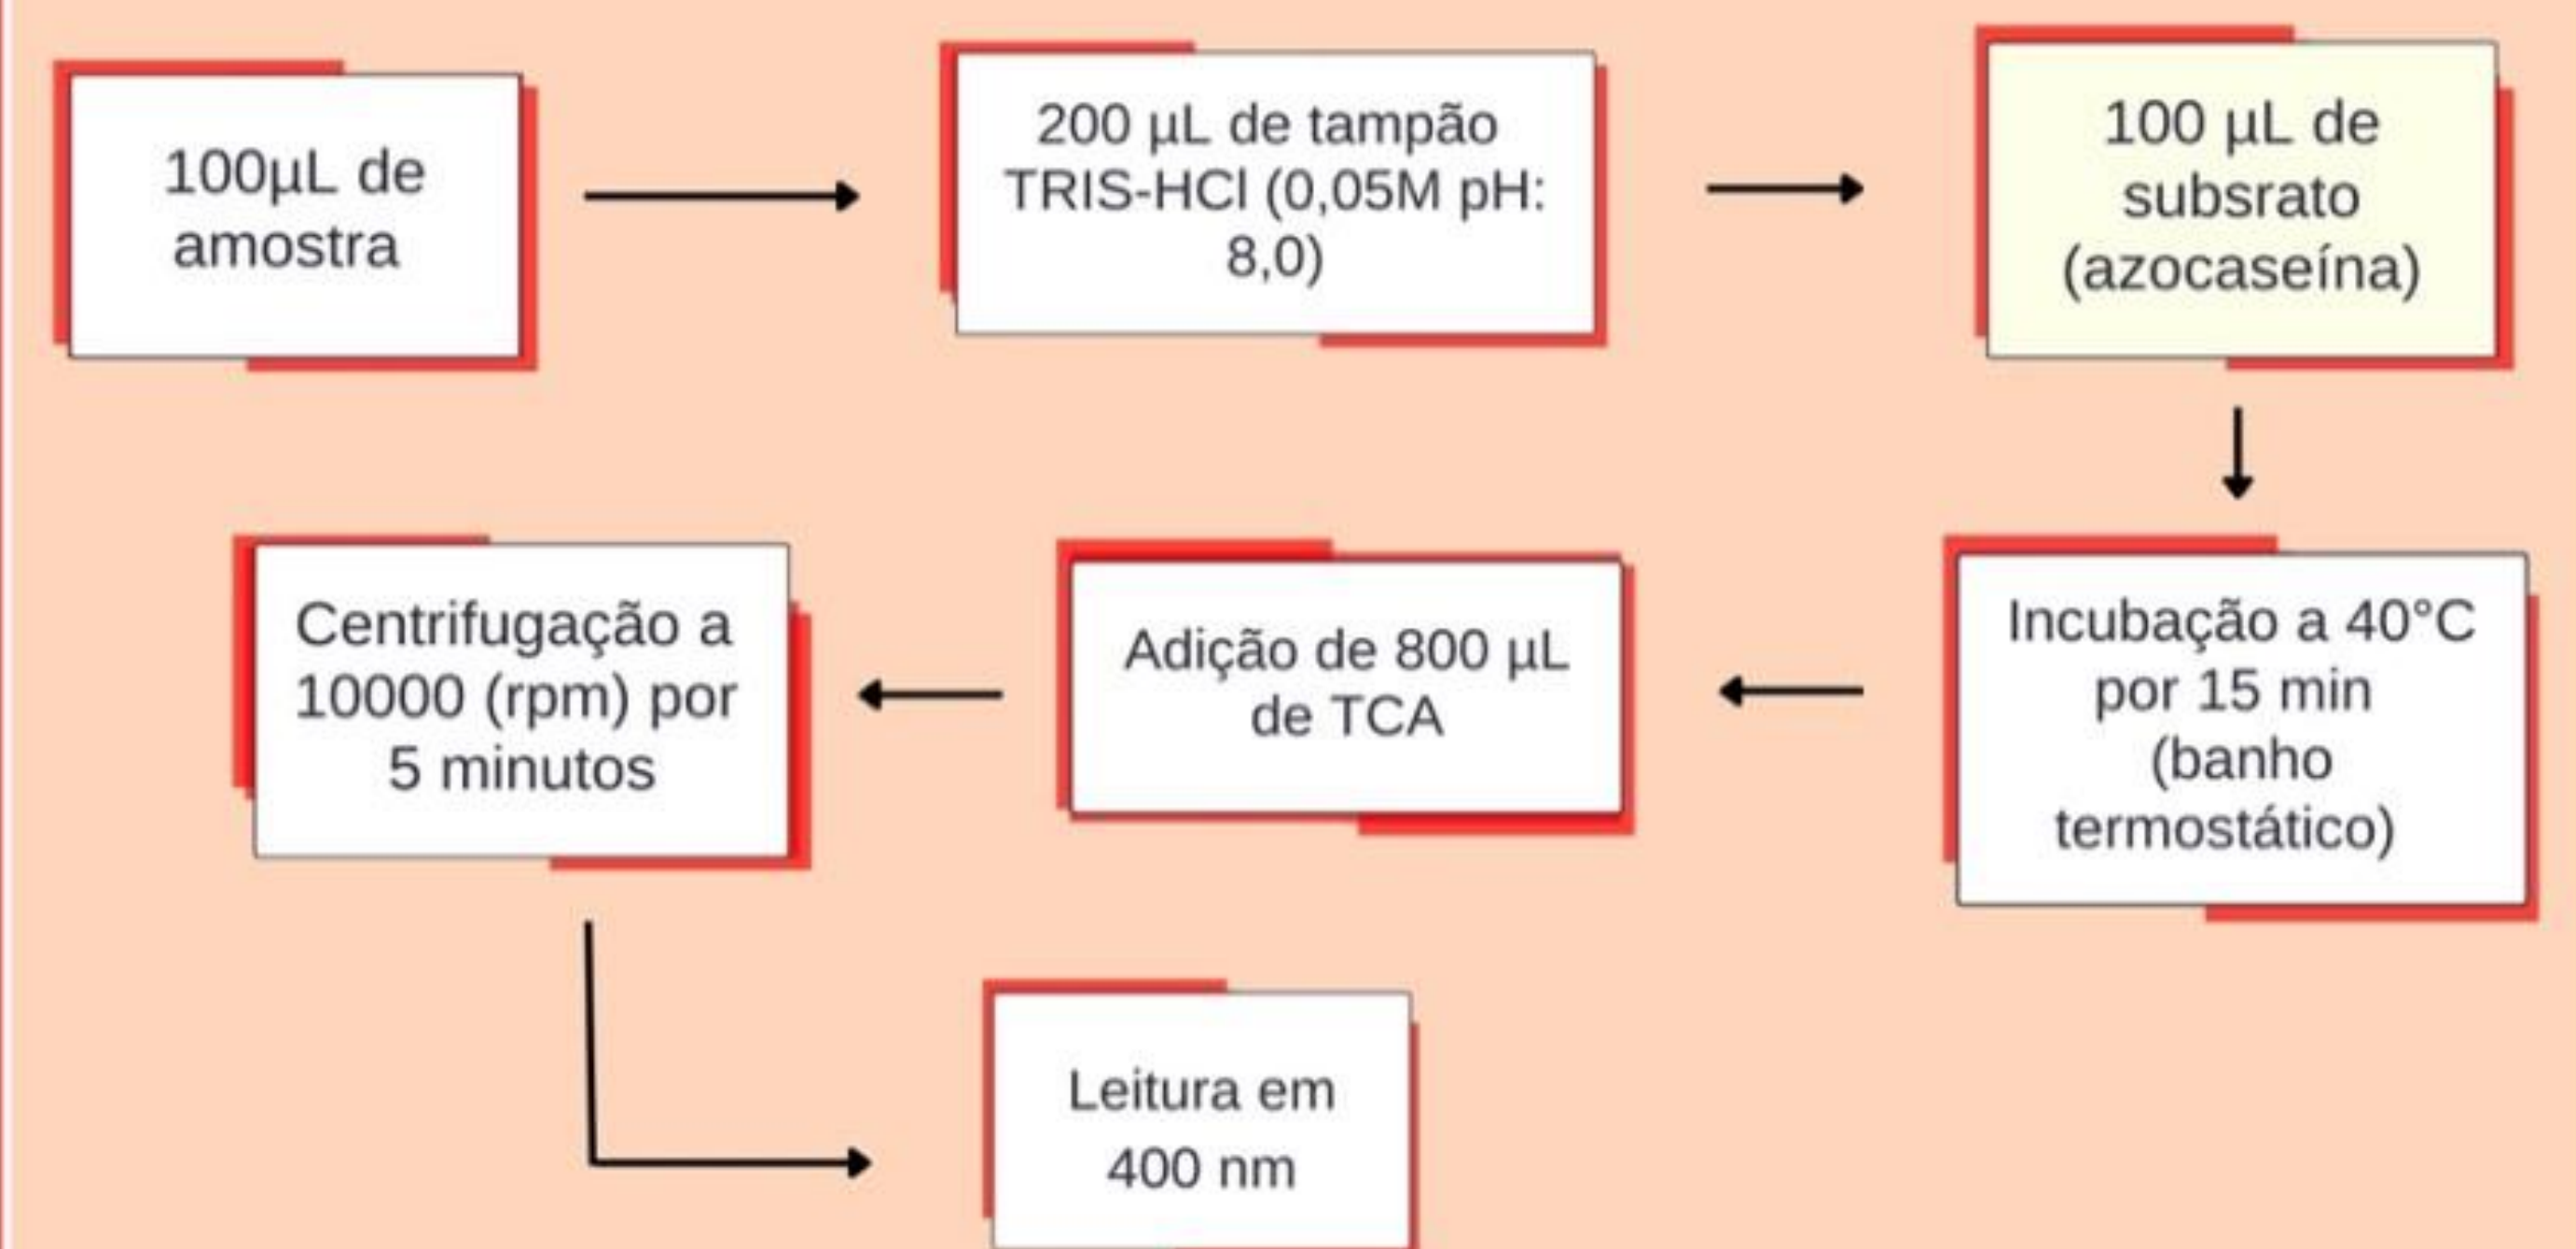 100µL de
amostra
200 µL de tampão
TRIS-HCl (0,05M pH:
8,0)
100 µL de
subsrato
(azocaseína)
Incubação a 40°C
por 15 min
(banho
termostático)
Adição de 800 µL
de TCA
Centrifugação a
10000 (rpm) por
5 minutos
Leitura em
400 nm